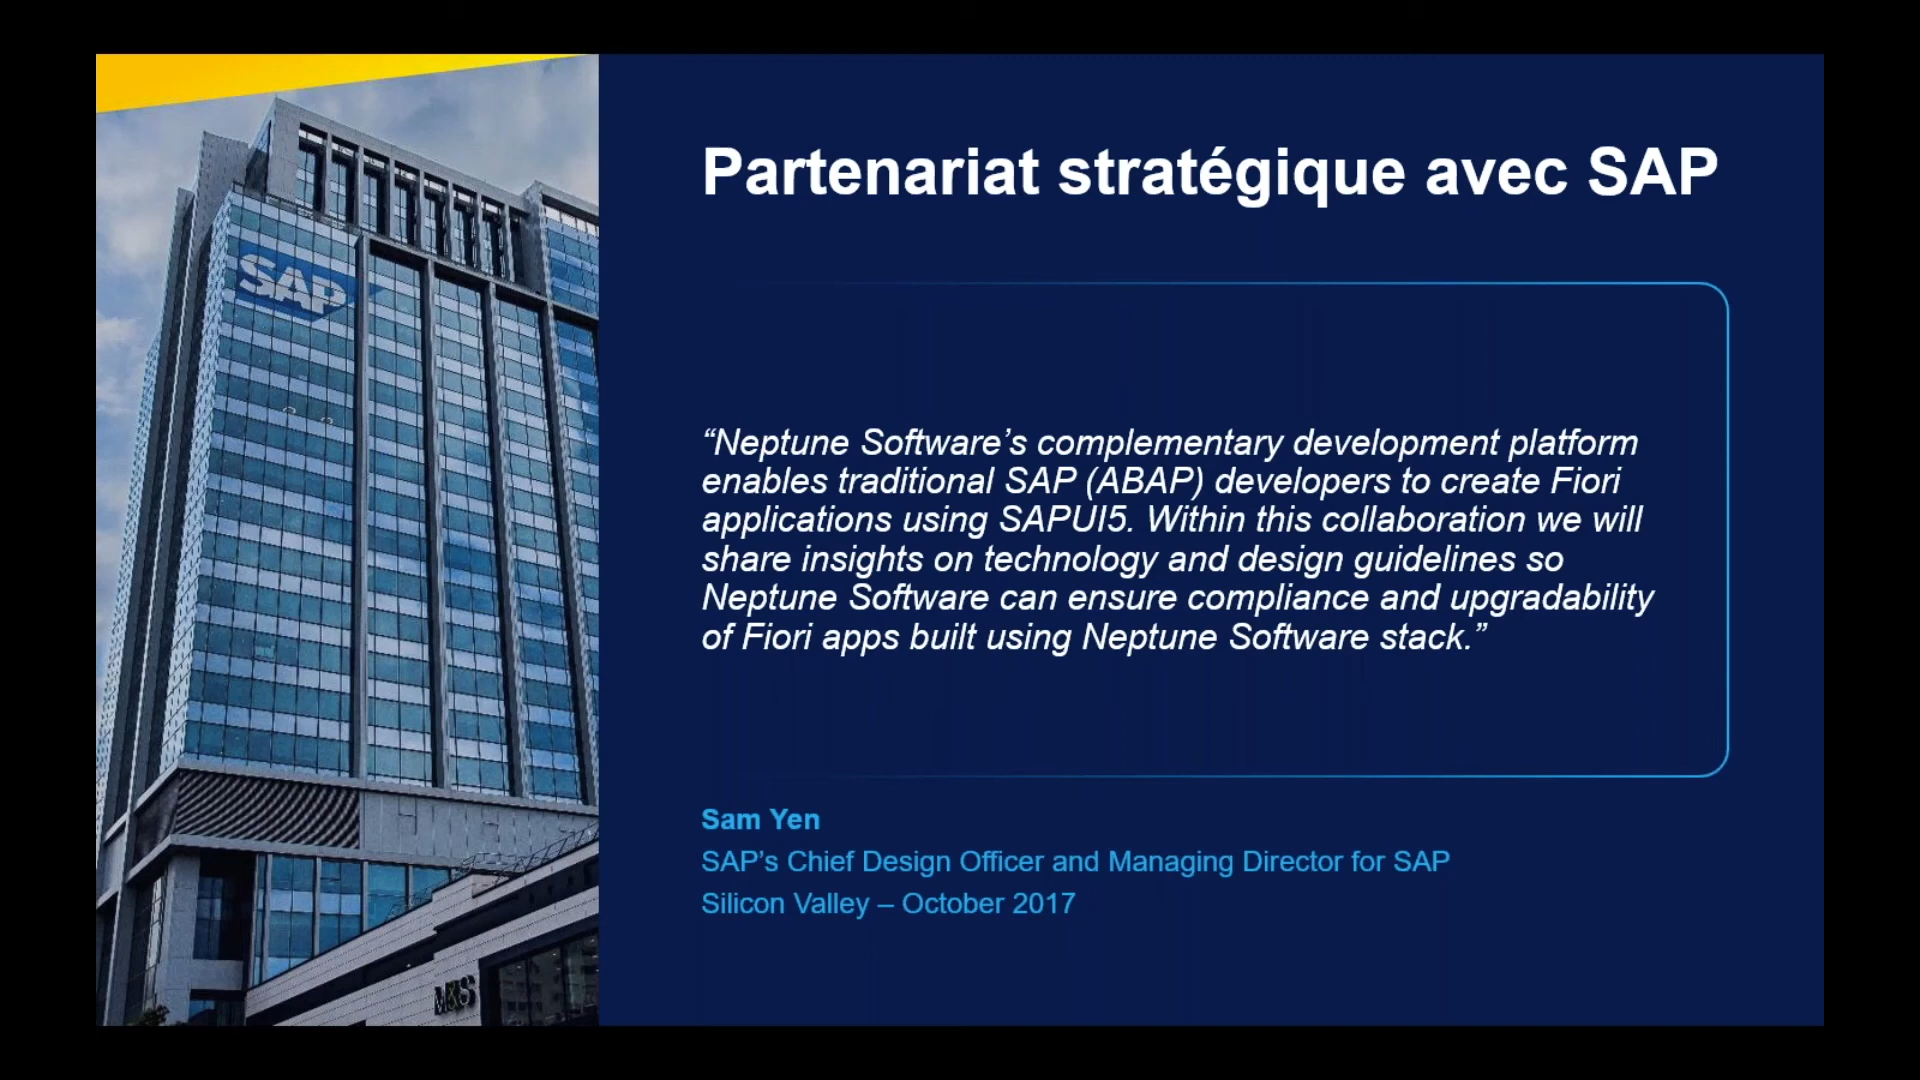 SAP
M&S
Partenariat stratégique avec SAP
“Neptune Software’s complementary development platform
enables traditional SAP (ABAP) developers to create Fiori
applications using SAPUI5. Within this collaboration we will
share insights on technology and design guidelines so
Neptune Software can ensure compliance and upgradability
of Fiori apps built using Neptune Software stack.”
Sam Yen
SAP’s Chief Design Officer and Managing Director for SAP
Silicon Valley – October 2017